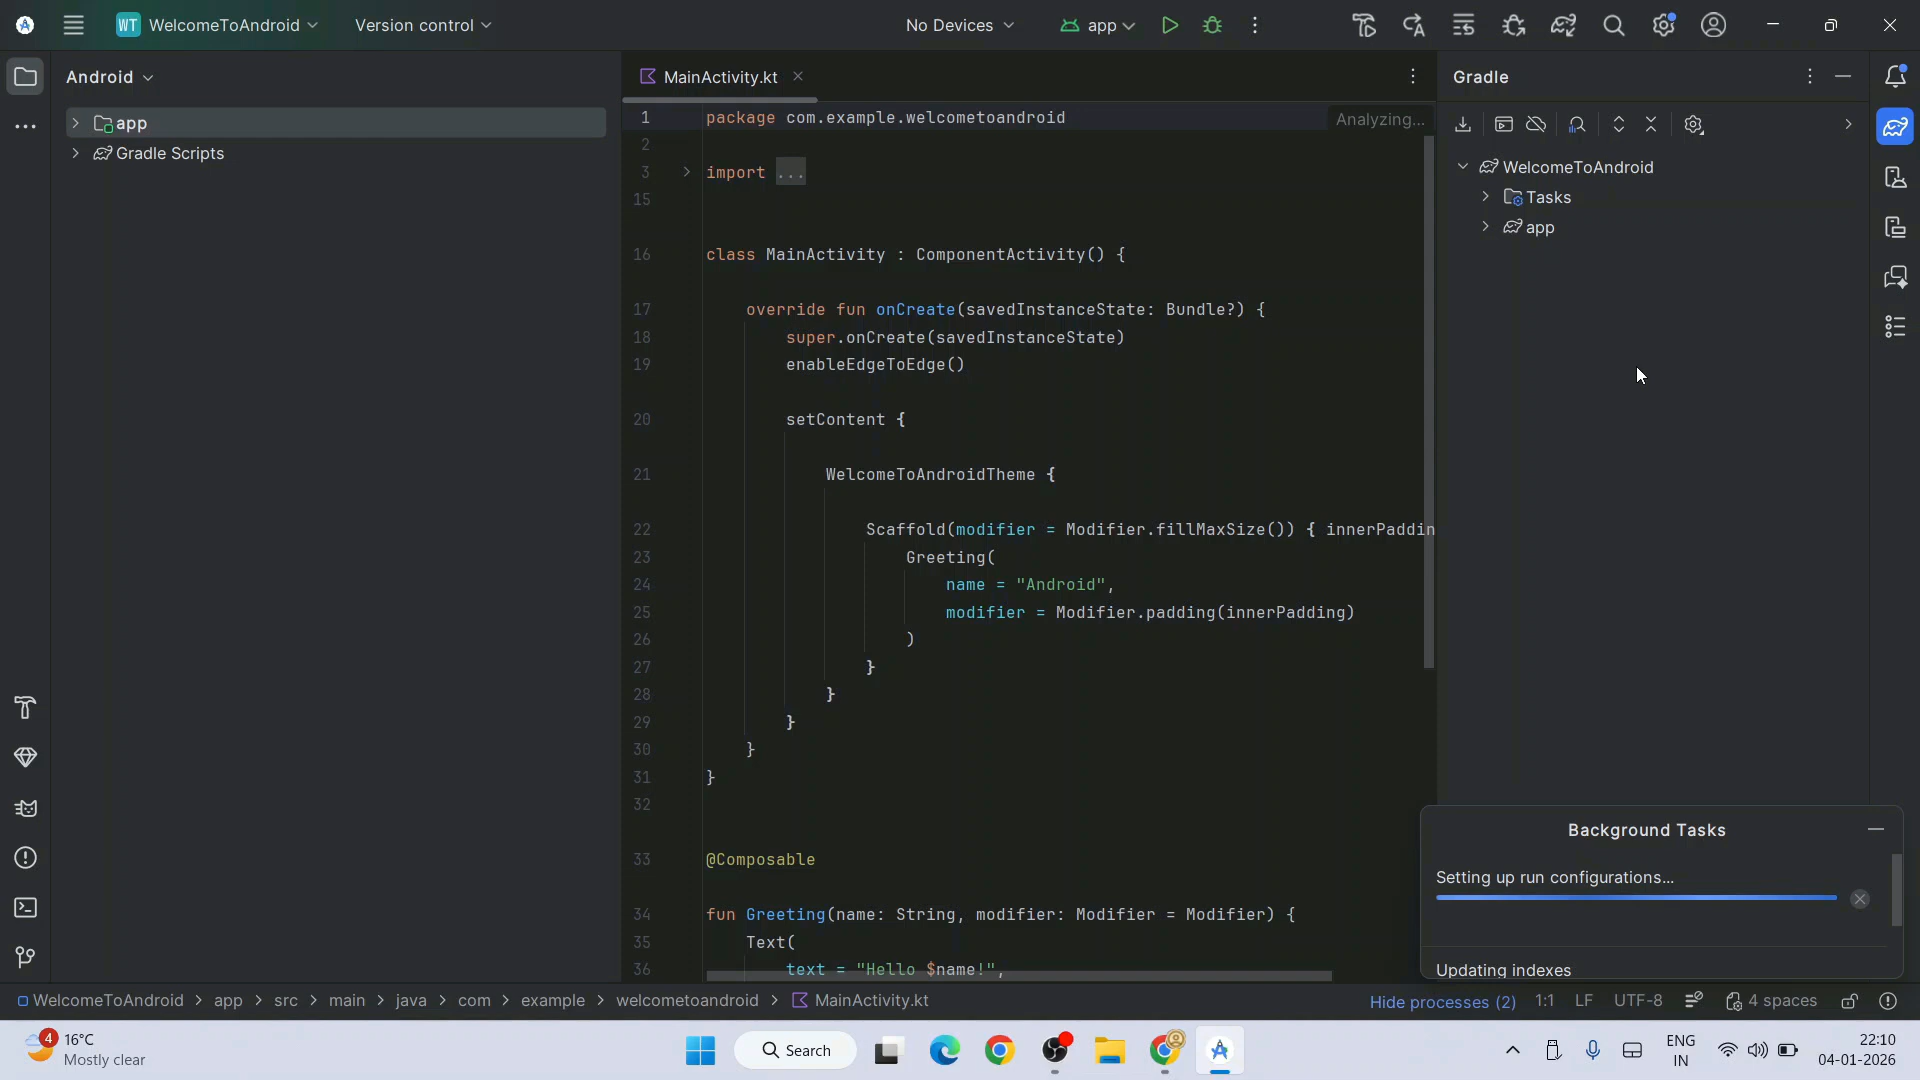 WT WelcomeToAndroid
Version control
No Devices
app
Android
app
Gradle Scripts
MainActivity.kt
1 package com.example.welcometoandroid
Analyzing...
2
3 import ...
15
16 class MainActivity : ComponentActivity() {
17 override fun onCreate(savedInstanceState: Bundle?) {
18 super.onCreate(savedInstanceState)
19 enableEdgeToEdge()
20 setContent {
21 WelcomeToAndroidTheme {
22 Scaffold(modifier = Modifier.fillMaxSize()) { innerPaddin
23 Greeting(
24 name = "Android",
25 modifier = Modifier.padding(innerPadding)
26 )
27 }
28 }
29 }
30 }
31 }
32
33 @Composable
34 fun Greeting(name: String, modifier: Modifier = Modifier) {
35 Text(
36 text = "Hello $name!",
Gradle
WelcomeToAndroid
Tasks
app
Background Tasks
Setting up run configurations...
Updating indexes
WelcomeToAndroid > app > src > main > java > com > example > welcometoandroid > MainActivity.kt
Hide processes (2)
1:1
LF
UTF-8
4 spaces
4
16°C
Mostly clear
Search
ENG
IN
22:10
04-01-2026